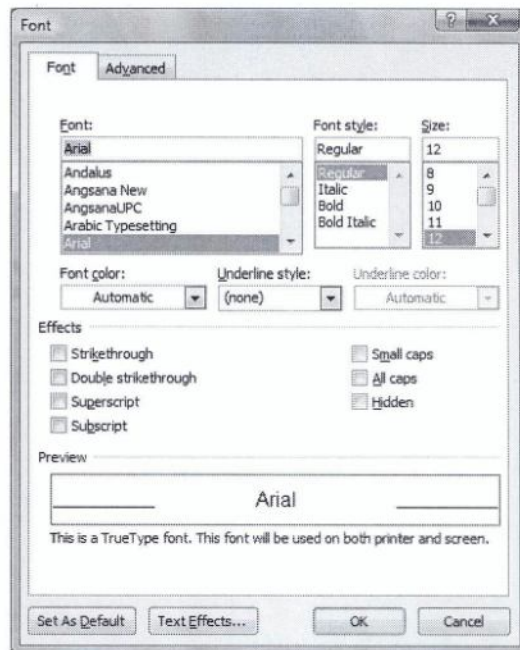 Font
Font Advanced
Font: Font style: Size:
Arial Regular 12
Andalus Regular 8
Angsana New Italic 9
AngsanaUPC Bold 10
Arabic Typesetting Bold Italic 11
Arial 12
Font color: Underline style: Underline color:
Automatic (none) Automatic
Effects
Strikethrough Small caps
Double strikethrough All caps
Superscript Hidden
Subscript
Preview
Arial
This is a TrueType font. This font will be used on both printer and screen.
Set As Default Text Effects... OK Cancel